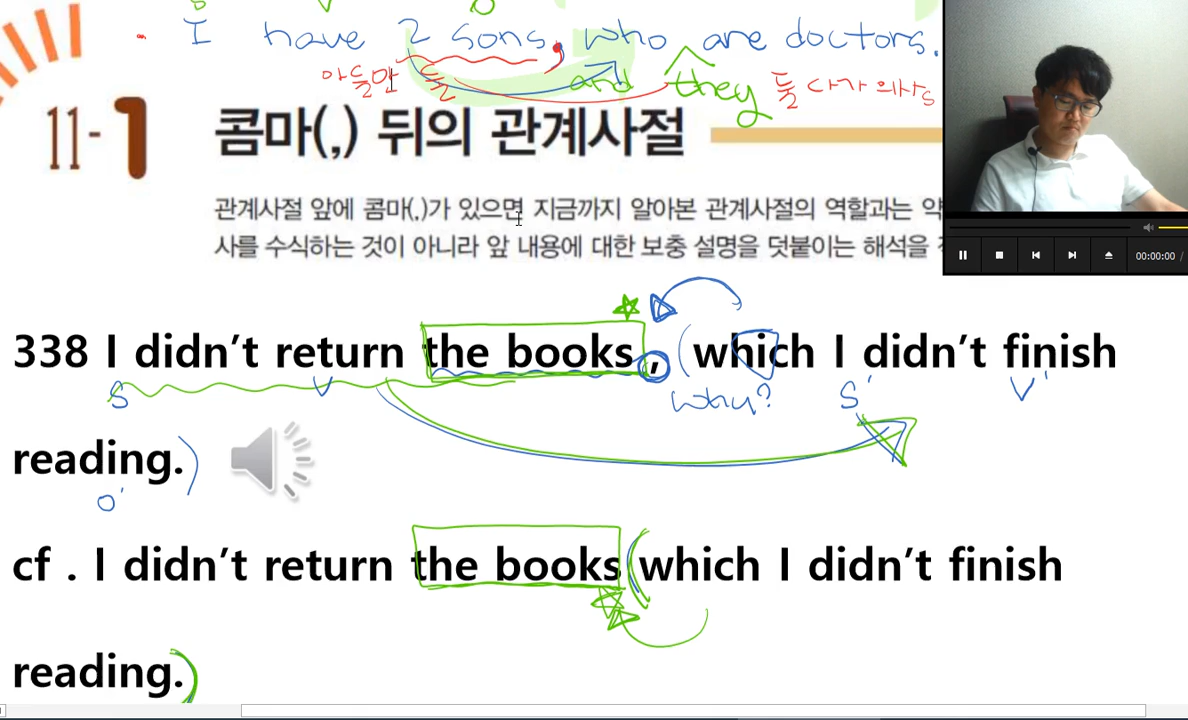 I have 2 sons, who are doctors.
아들만 둘 and they 둘 다가 의사s
11-1 콤마(,) 뒤의 관계사절
관계사절 앞에 콤마(,)가 있으면 지금까지 알아본 관계사절의 역할과는 약
사를 수식하는 것이 아니라 앞 내용에 대한 보충 설명을 덧붙이는 해석을
00:00:00 /
338 I didn't return the books, (which I didn't finish
S V why? S' V'
reading.)
O'
cf . I didn't return the books (which I didn't finish
reading.)